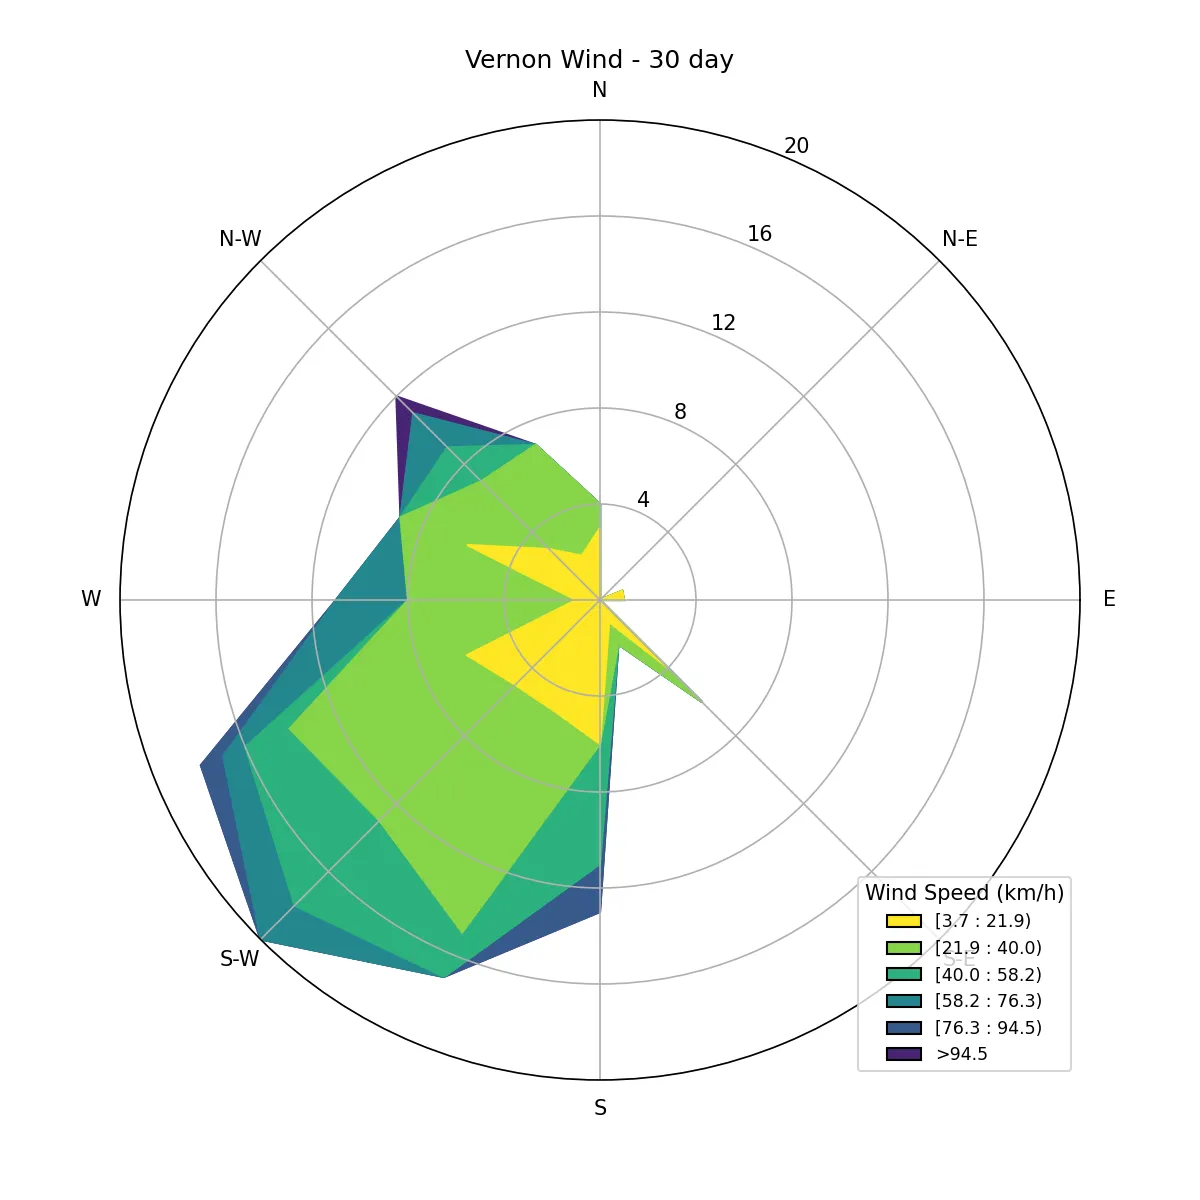 Vernon Wind - 30 day
N
20
N-W
N-E
16
12
8
4
W
E
Wind Speed (km/h)
[3.7 : 21.9)
[21.9 : 40.0)
S-W
S-E
[40.0 : 58.2)
[58.2 : 76.3)
[76.3 : 94.5)
>94.5
S